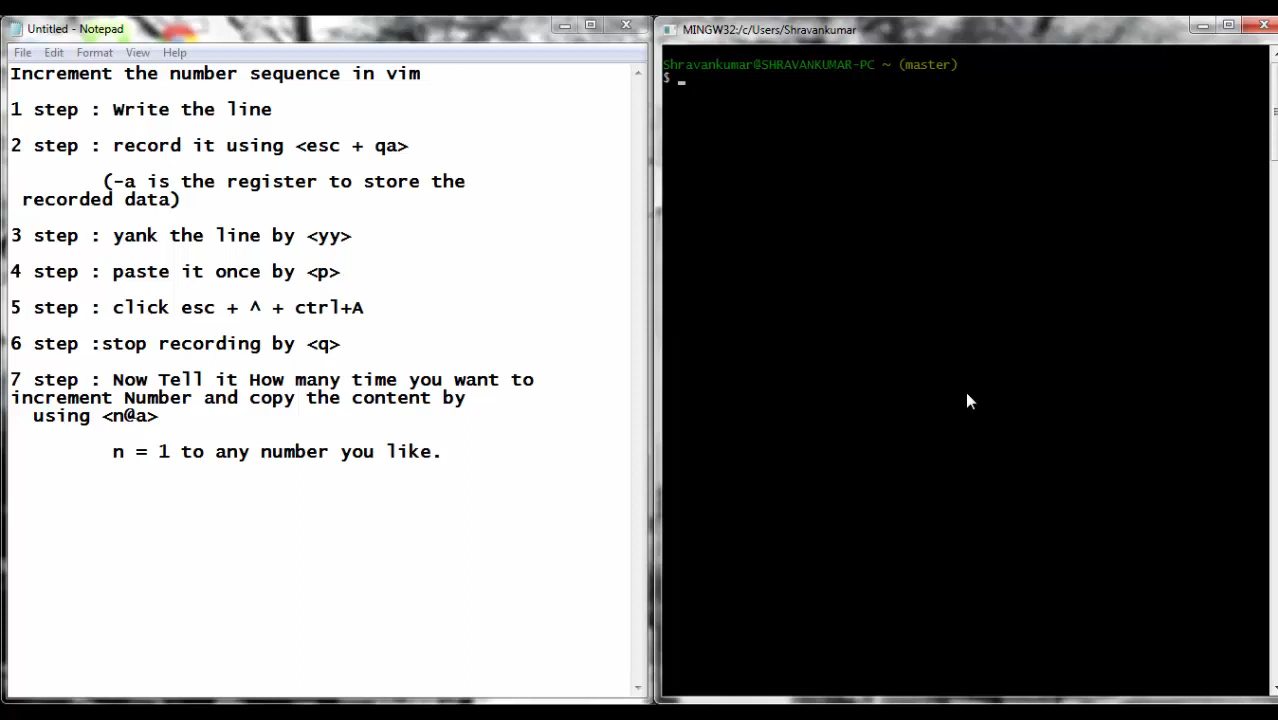 Untitled - Notepad
File Edit Format View Help
Increment the number sequence in vim
1 step : Write the line
2 step : record it using <esc + qa>
(-a is the register to store the
recorded data)
3 step : yank the line by <yy>
4 step : paste it once by <p>
5 step : click esc + ^ + ctrl+A
6 step :stop recording by <q>
7 step : Now Tell it How many time you want to
increment Number and copy the content by
using <n@a>
n = 1 to any number you like.
MINGW32:/c/Users/Shravankumar
Shravankumar@SHRAVANKUMAR-PC ~ (master)
$